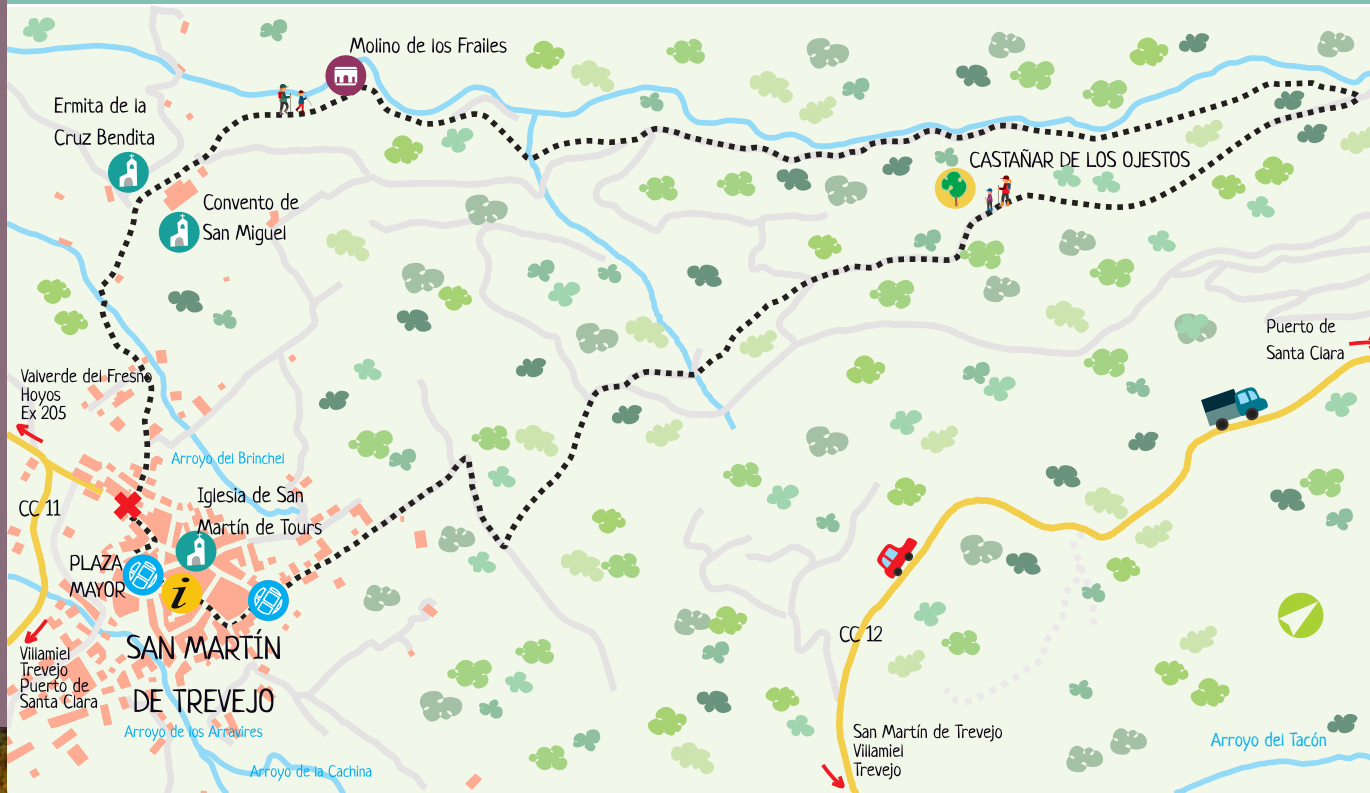 Molino de los Frailes
Ermita de la
Cruz Bendita
CASTAÑAR DE LOS OJESTOS
Convento de
San Miguel
Puerto de
Santa Clara
Valverde del Fresno
Hoyos
Ex 205
Arroyo del Brinchel
CC 11
Iglesia de San
Martín de Tours
PLAZA
MAYOR
i
SAN MARTÍN
DE TREVEJO
CC 12
Villamiel
Trevejo
Puerto de
Santa Clara
Arroyo de los Arravires
Arroyo de la Cachina
San Martín de Trevejo
Villamiel
Trevejo
Arroyo del Tacón